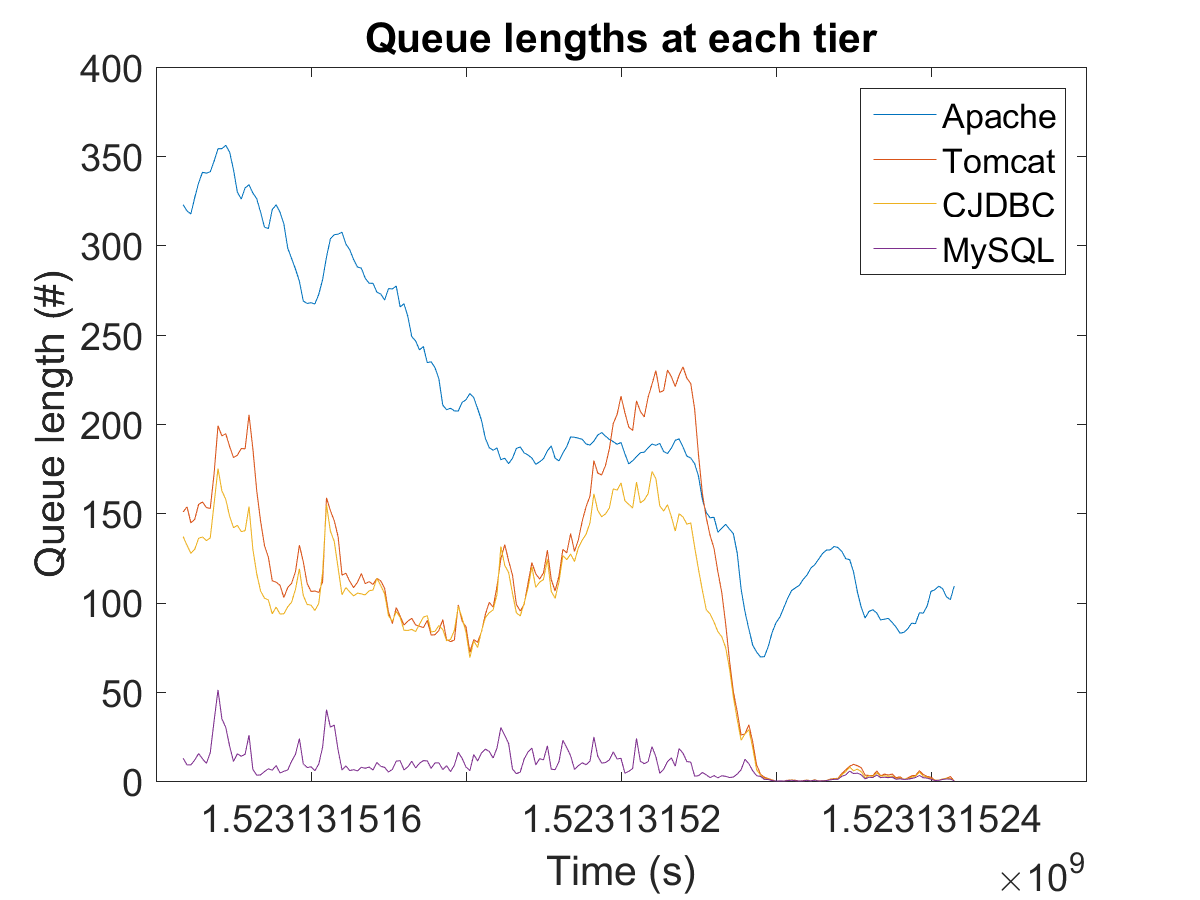 Queue lengths at each tier
400
350
300
250
200
150
100
50
0
Queue length (#)
Apache
Tomcat
CJDBC
MySQL
1.523131516 1.52313152 1.523131524
Time (s)
×10⁹